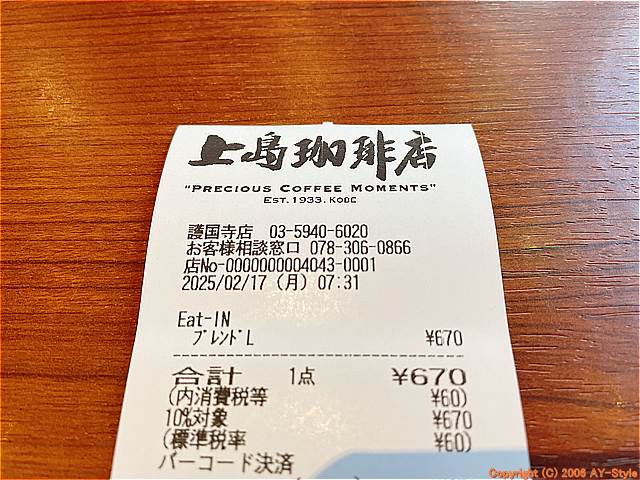 上島珈琲店
"PRECIOUS COFFEE MOMENTS"
EST. 1933. KOBE
護国寺店 03-5940-6020
お客様相談窓口 078-306-0866
店No-0000000004043-0001
2025/02/17 (月) 07:31
Eat-IN
ブレンドL ¥670
合計 1点 ¥670
(内消費税等 ¥60)
10%対象 ¥670
(標準税率 ¥60)
バーコード決済
Copyright (C) 2006 AY-Style